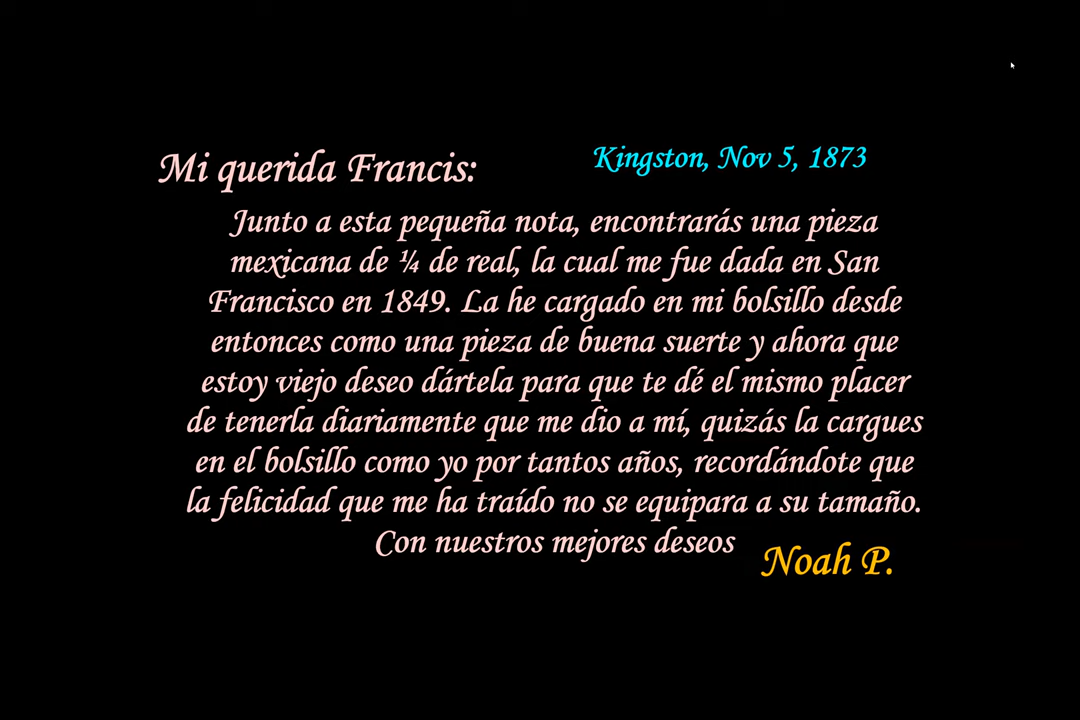 Mi querida Francis:
Kingston, Nov 5, 1873
Junto a esta pequeña nota, encontrarás una pieza
mexicana de ¼ de real, la cual me fue dada en San
Francisco en 1849. La he cargado en mi bolsillo desde
entonces como una pieza de buena suerte y ahora que
estoy viejo deseo dártela para que te dé el mismo placer
de tenerla diariamente que me dio a mí, quizás la cargues
en el bolsillo como yo por tantos años, recordándote que
la felicidad que me ha traído no se equipara a su tamaño.
Con nuestros mejores deseos
Noah P.